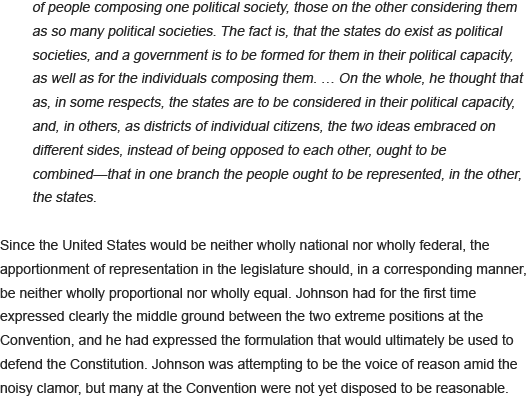 of people composing one political society, those on the other considering them
as so many political societies. The fact is, that the states do exist as political
societies, and a government is to be formed for them in their political capacity,
as well as for the individuals composing them. … On the whole, he thought that
as, in some respects, the states are to be considered in their political capacity,
and, in others, as districts of individual citizens, the two ideas embraced on
different sides, instead of being opposed to each other, ought to be
combined—that in one branch the people ought to be represented, in the other,
the states.
Since the United States would be neither wholly national nor wholly federal, the
apportionment of representation in the legislature should, in a corresponding manner,
be neither wholly proportional nor wholly equal. Johnson had for the first time
expressed clearly the middle ground between the two extreme positions at the
Convention, and he had expressed the formulation that would ultimately be used to
defend the Constitution. Johnson was attempting to be the voice of reason amid the
noisy clamor, but many at the Convention were not yet disposed to be reasonable.